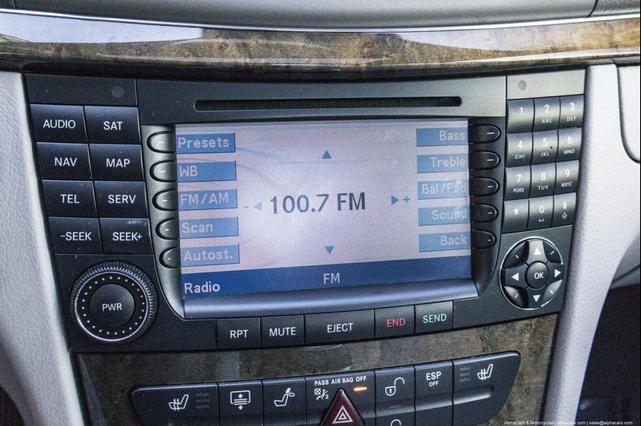 AUDIO SAT
NAV MAP
TEL SERV
-SEEK SEEK+
PWR
Presets
WB
FM/AM
Scan
Autost.
- 100.7 FM +
Bass
Treble
Bal/Fad
Sound
Back
Radio FM
1 2 ABC 3 DEF
4 GHI 5 JKL 6 MNO
7 PQRS 8 TUV 9 WXYZ
* 0 #
OK
RPT MUTE EJECT END SEND
PASS AIR BAG OFF
ESP
OFF